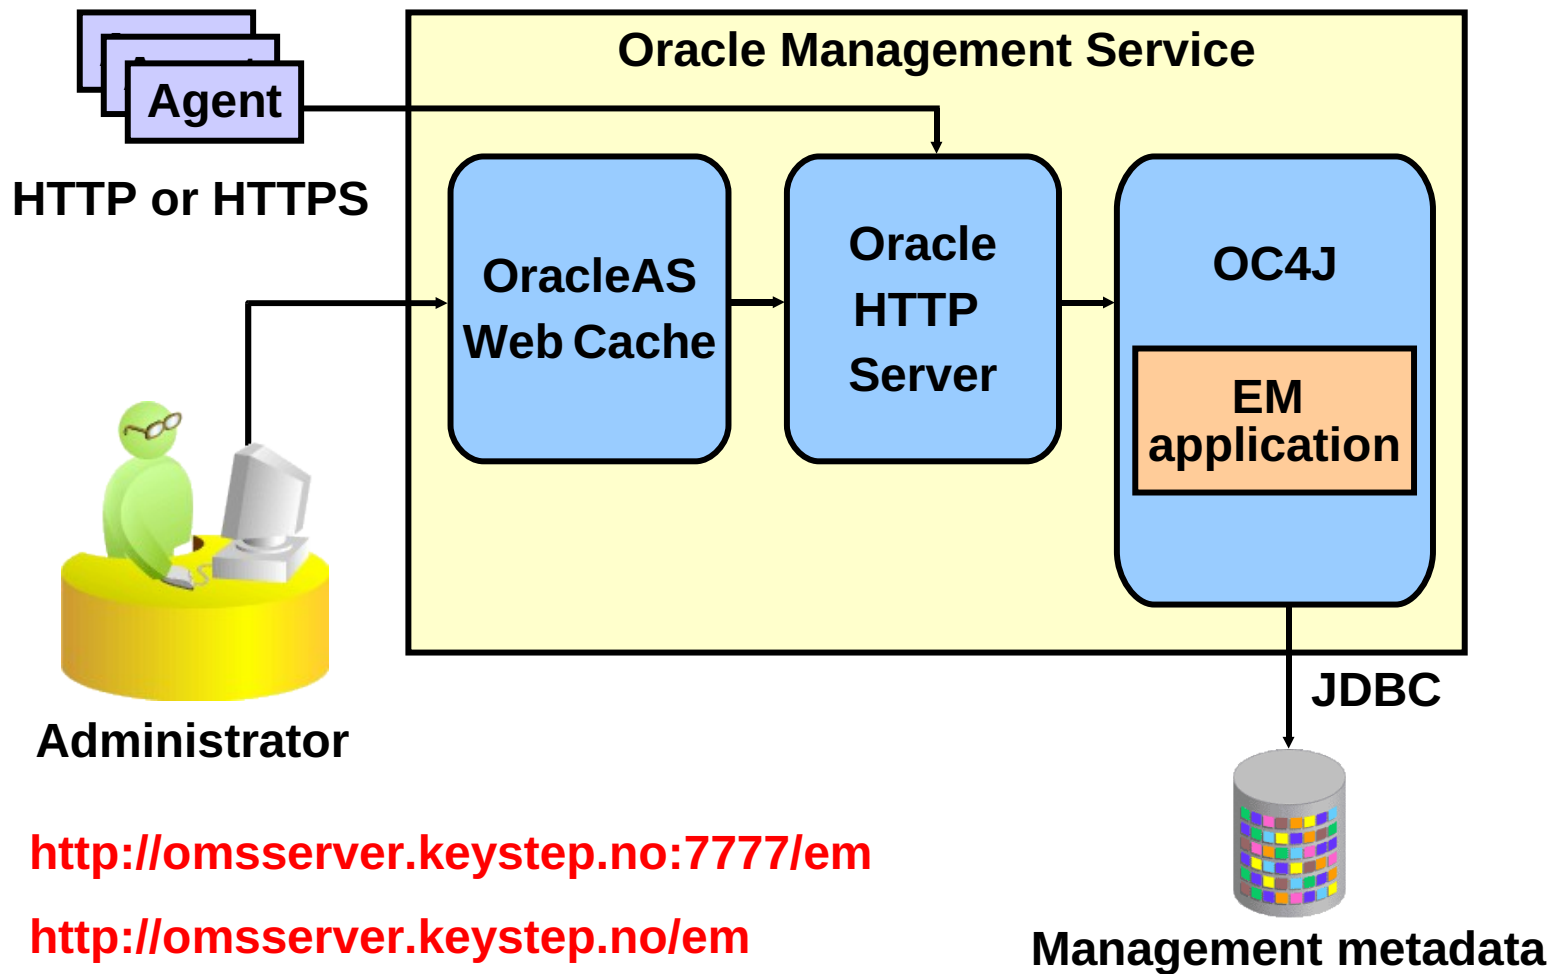 Oracle Management Service
Agent
HTTP or HTTPS
OracleAS
Web Cache
Oracle
HTTP
Server
OC4J
EM
application
JDBC
Administrator
http://omsserver.keystep.no:7777/em
http://omsserver.keystep.no/em
Management metadata